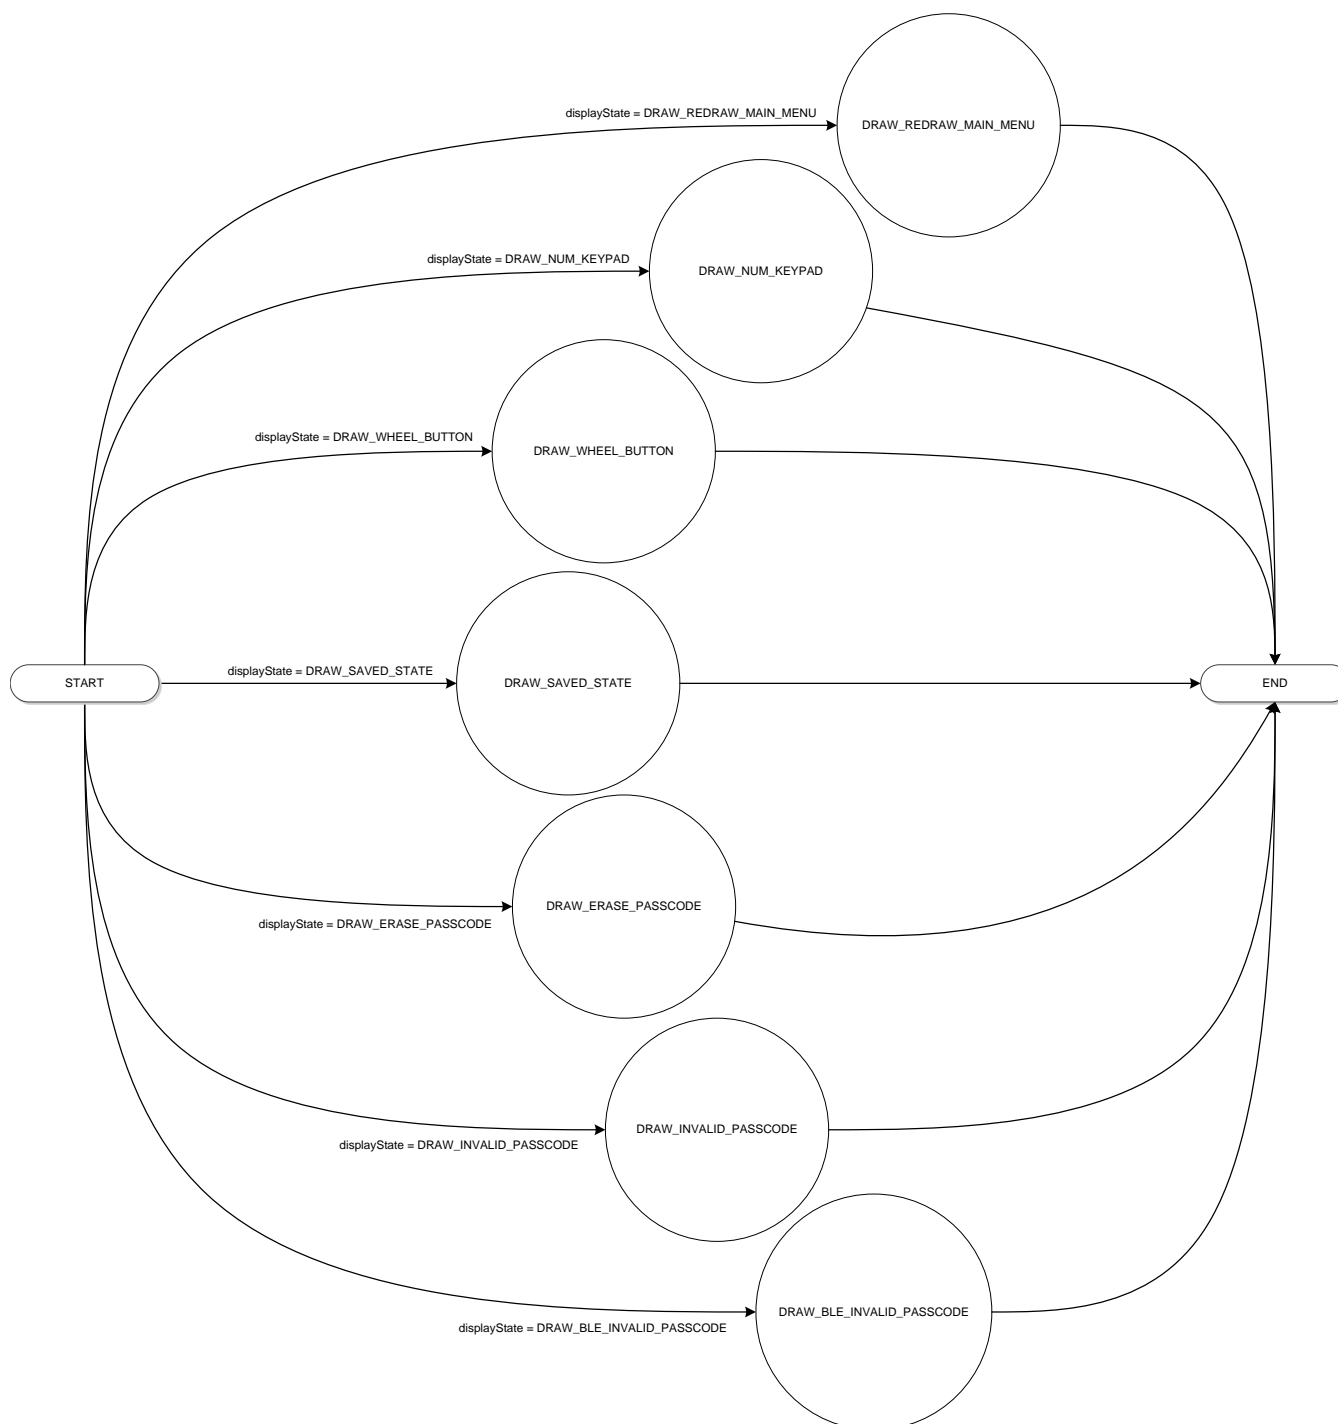 displayState = DRAW_REDRAW_MAIN_MENU
DRAW_REDRAW_MAIN_MENU
displayState = DRAW_NUM_KEYPAD
DRAW_NUM_KEYPAD
displayState = DRAW_WHEEL_BUTTON
DRAW_WHEEL_BUTTON
displayState = DRAW_SAVED_STATE
START
DRAW_SAVED_STATE
END
DRAW_ERASE_PASSCODE
displayState = DRAW_ERASE_PASSCODE
DRAW_INVALID_PASSCODE
displayState = DRAW_INVALID_PASSCODE
DRAW_BLE_INVALID_PASSCODE
displayState = DRAW_BLE_INVALID_PASSCODE